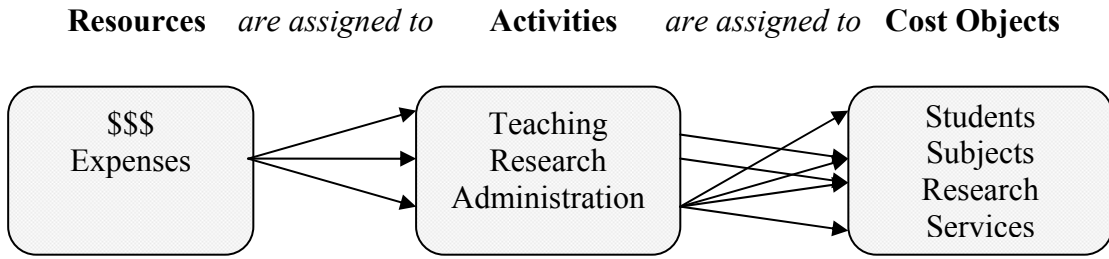 Resources are assigned to Activities are assigned to Cost Objects
$$$
Expenses
Teaching
Research
Administration
Students
Subjects
Research
Services